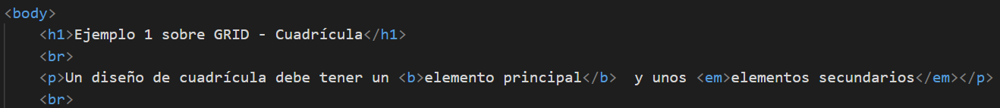 <body>
<h1>Ejemplo 1 sobre GRID - Cuadrícula</h1>
<br>
<p>Un diseño de cuadrícula debe tener un <b>elemento principal</b>  y unos <em>elementos secundarios</em></p>
<br>